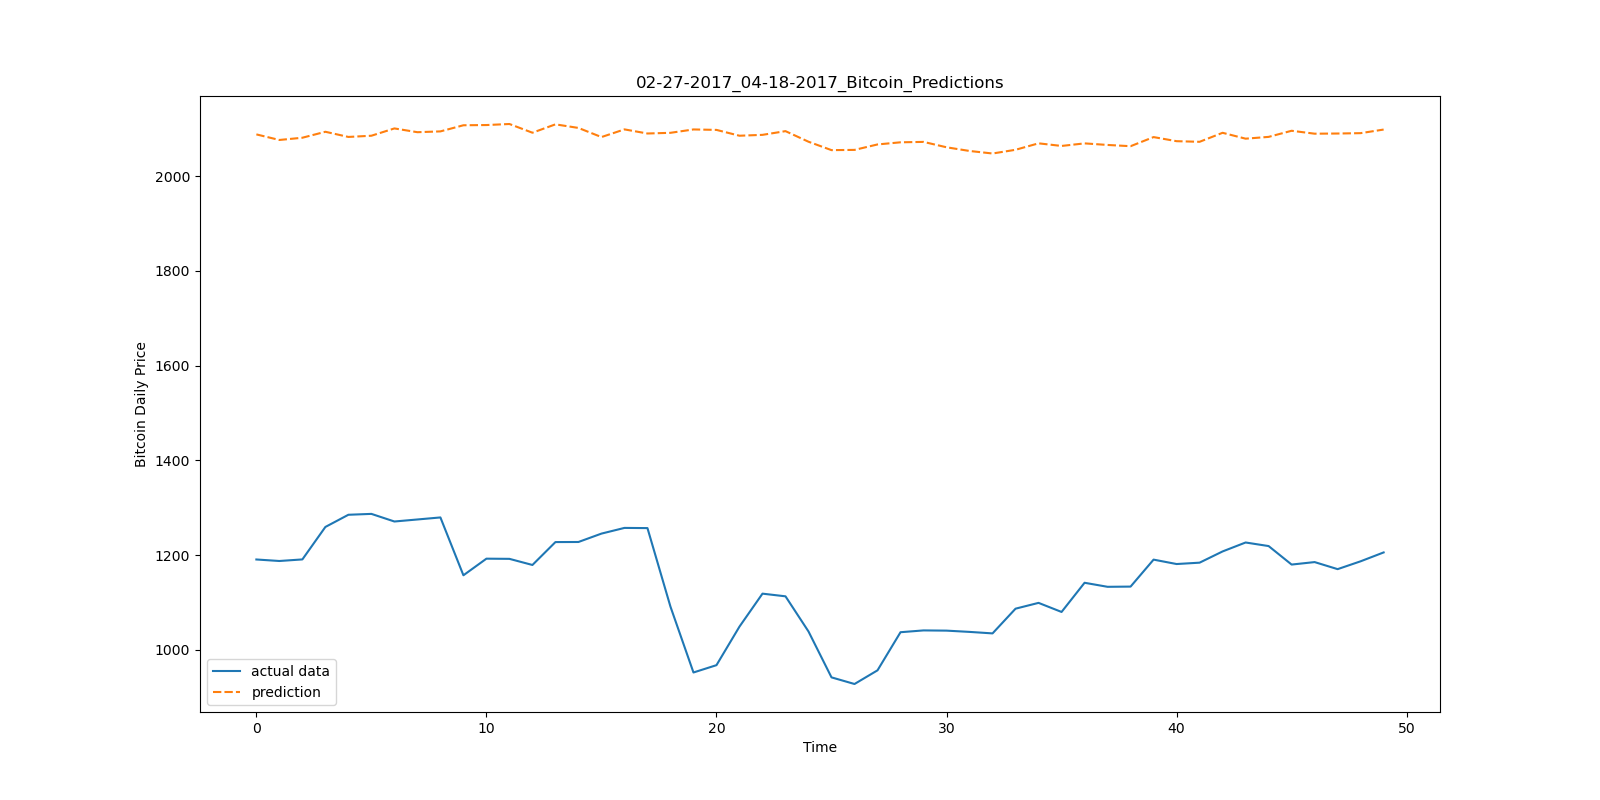 02-27-2017_04-18-2017_Bitcoin_Predictions
Bitcoin Daily Price
2000
1800
1600
1400
1200
1000
actual data
prediction
0 10 20 30 40 50
Time